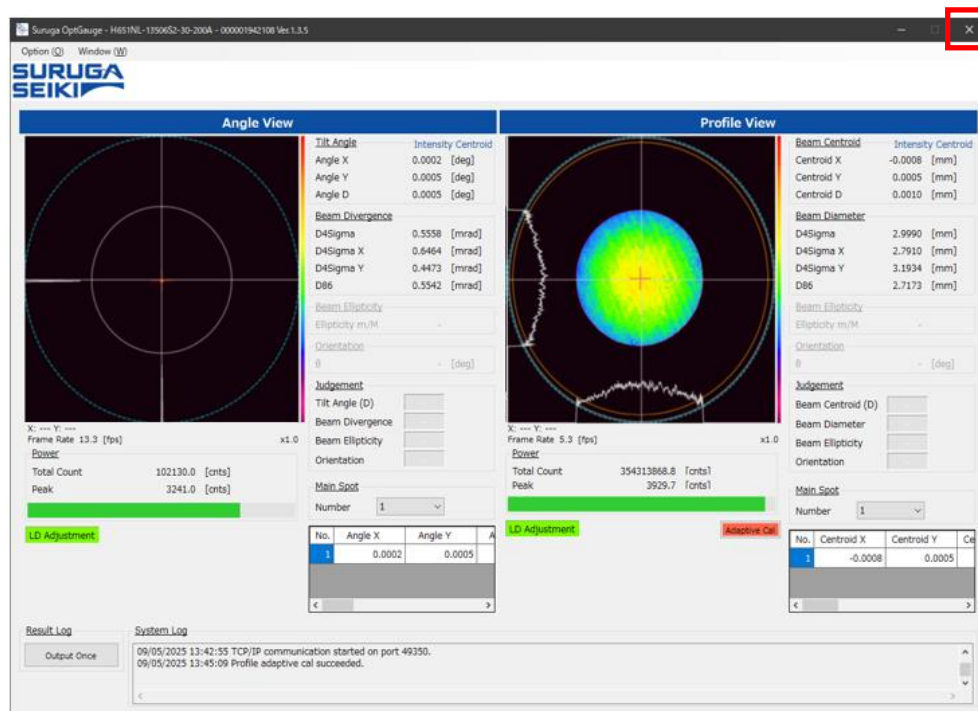 Suruga OptGauge - H651NL-13506S2-30-200A - 000001942108 Ver.1.3.5
Option (O) Window (W)
SURUGA
SEIKI
Angle View
Tilt Angle Intensity Centroid
Angle X 0.0002 [deg]
Angle Y 0.0005 [deg]
Angle D 0.0005 [deg]
Beam Divergence
D4Sigma 0.5558 [mrad]
D4Sigma X 0.6464 [mrad]
D4Sigma Y 0.4473 [mrad]
D86 0.5542 [mrad]
Beam Ellipticity
Ellipticity m/M -
Orientation
θ - [deg]
Judgement
Tilt Angle (D)
Beam Divergence
Beam Ellipticity
Orientation
X: --- Y: ---
Frame Rate 13.3 [fps] x1.0
Power
Total Count 102130.0 [cnts]
Peak 3241.0 [cnts]
Main Spot
Number 1
LD Adjustment
No. Angle X Angle Y A
1 0.0002 0.0005
Profile View
Beam Centroid Intensity Centroid
Centroid X -0.0008 [mm]
Centroid Y 0.0005 [mm]
Centroid D 0.0010 [mm]
Beam Diameter
D4Sigma 2.9990 [mm]
D4Sigma X 2.7910 [mm]
D4Sigma Y 3.1934 [mm]
D86 2.7173 [mm]
Beam Ellipticity
Ellipticity m/M -
Orientation
θ - [deg]
Judgement
Beam Centroid (D)
Beam Diameter
Beam Ellipticity
Orientation
X: --- Y: ---
Frame Rate 5.3 [fps] x1.0
Power
Total Count 354313868.8 [cnts]
Peak 3929.7 [cnts]
Main Spot
Number 1
LD Adjustment Adaptive Cal
No. Centroid X Centroid Y Ce
1 -0.0008 0.0005
Result Log
Output Once
System Log
09/05/2025 13:42:55 TCP/IP communication started on port 49350.
09/05/2025 13:45:09 Profile adaptive cal succeeded.